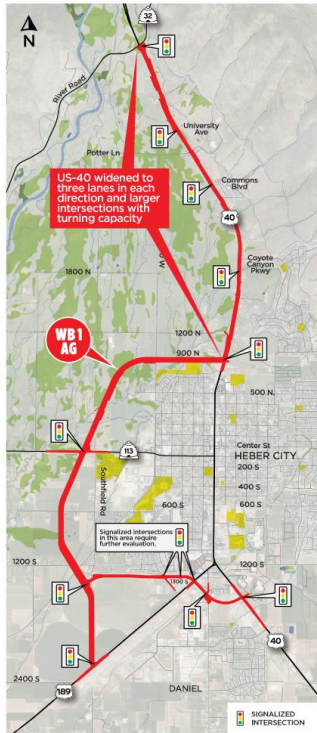 N
32
River Road
University
Ave
Potter Ln
Commons
Blvd
US-40 widened to
three lanes in each
direction and larger
intersections with
turning capacity
40
Coyote
Canyon
Pkwy
1800 N
W
1200 N
WB1
AG
900 N
500 N.
Center St
113
HEBER CITY
200 S
Southfield Rd
400 S
600 S
600 S
Signalized intersections
in this area require
further evaluation.
1200 S
1200 S
1300 S
40
2400 S
189
DANIEL
SIGNALIZED
INTERSECTION